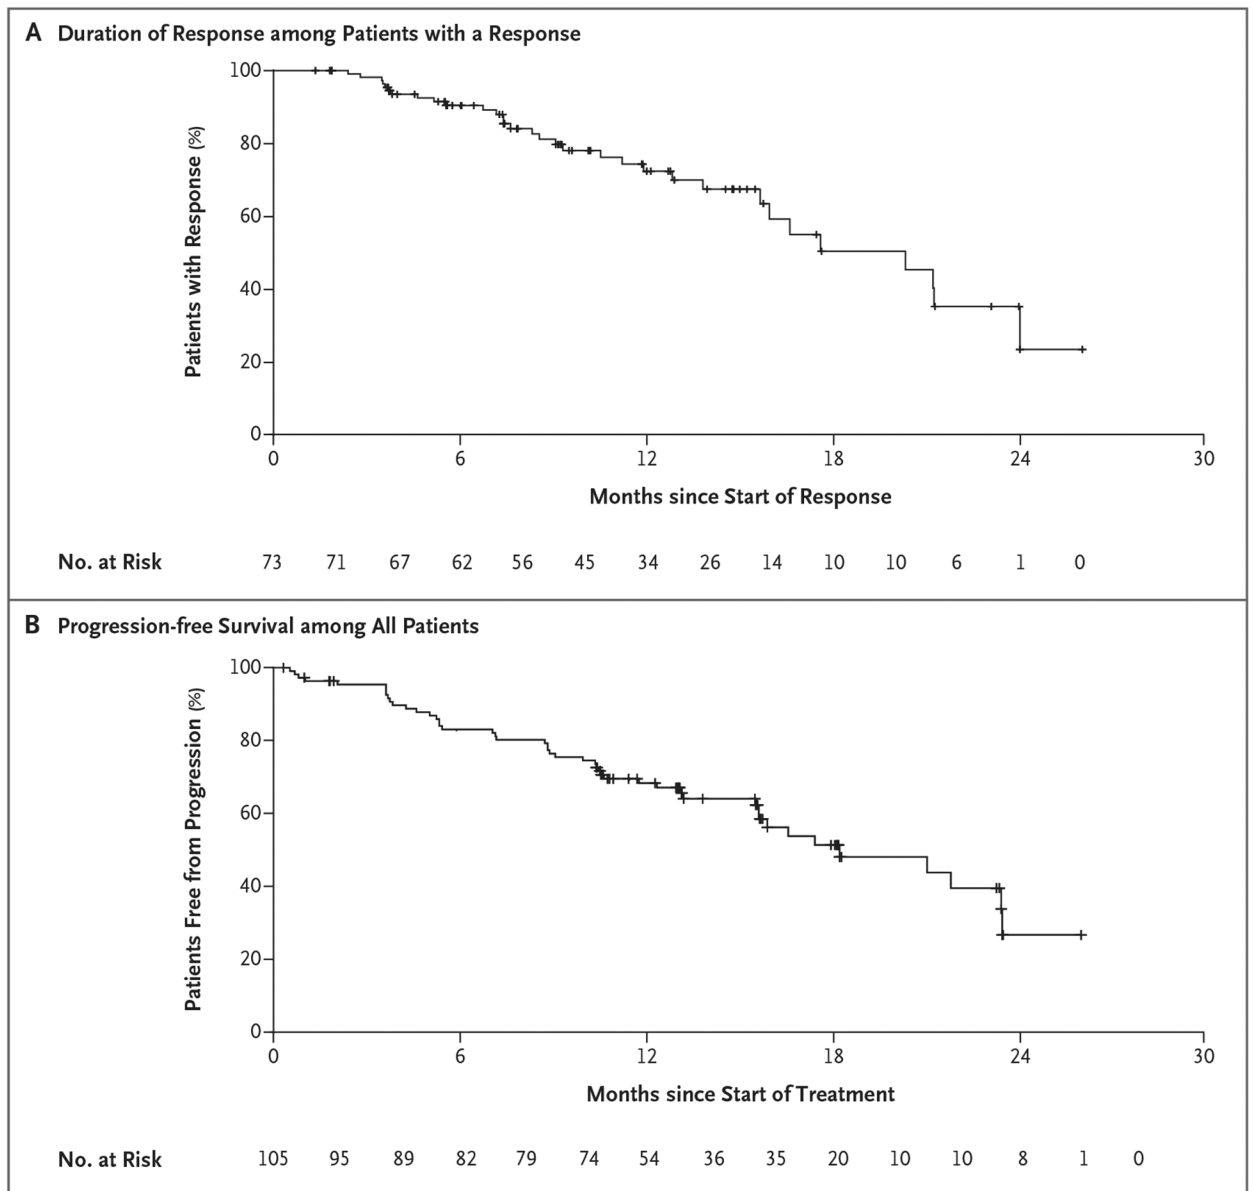 A Duration of Response among Patients with a Response
100
80
60
40
20
0
Patients with Response (%)
0 6 12 18 24 30
Months since Start of Response
No. at Risk 73 71 67 62 56 45 34 26 14 10 10 6 1 0
B Progression-free Survival among All Patients
100
80
60
40
20
0
Patients Free from Progression (%)
0 6 12 18 24 30
Months since Start of Treatment
No. at Risk 105 95 89 82 79 74 54 36 35 20 10 10 8 1 0